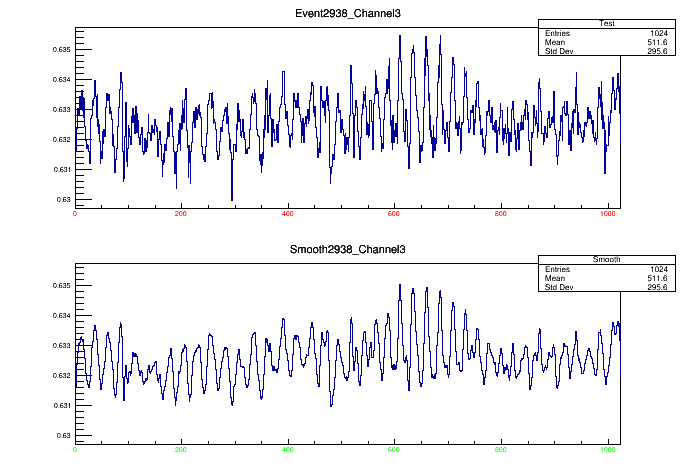 Event2938_Channel3
Test
Entries 1024
Mean 511.6
Std Dev 295.6
0.635
0.634
0.633
0.632
0.631
0.63
0 200 400 600 800 1000
Smooth2938_Channel3
Smooth
Entries 1024
Mean 511.6
Std Dev 295.6
0.635
0.634
0.633
0.632
0.631
0.63
0 200 400 600 800 1000